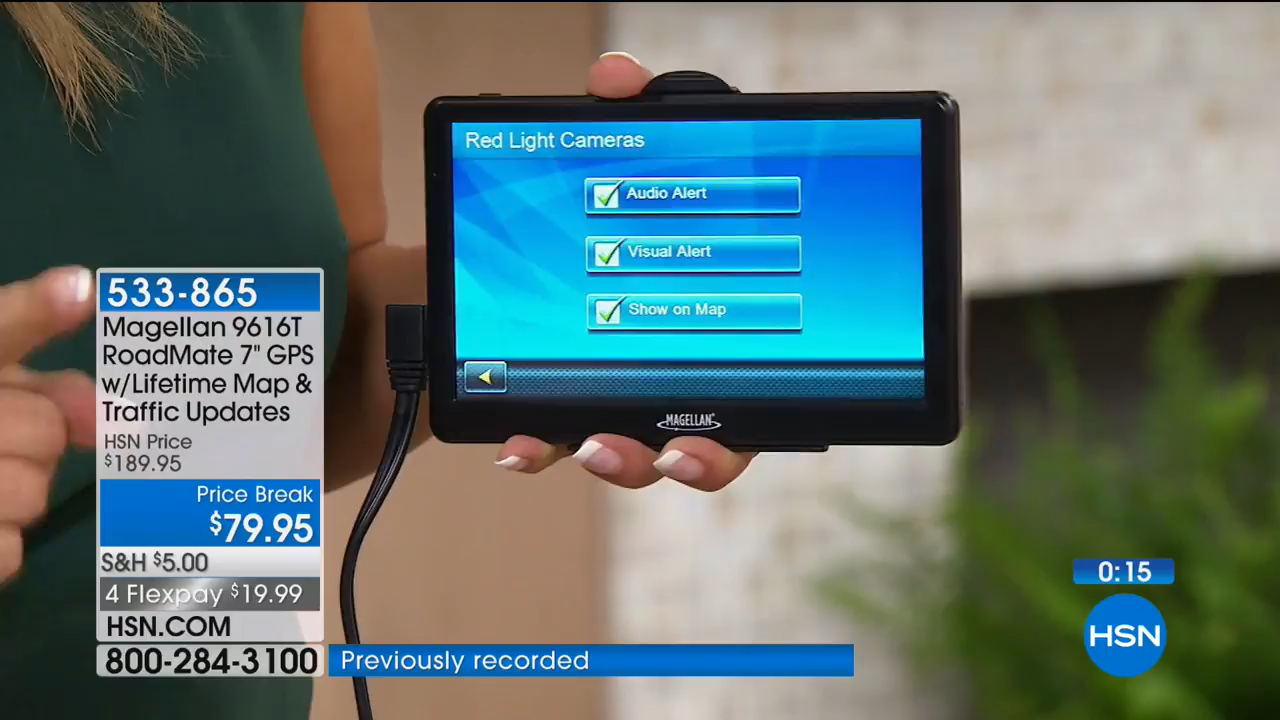 Red Light Cameras
Audio Alert
Visual Alert
Show on Map
MAGELLAN
533-865
Magellan 9616T
RoadMate 7" GPS
w/Lifetime Map &
Traffic Updates
HSN Price
$189.95
Price Break
$79.95
S&H $5.00
4 Flexpay $19.99
HSN.COM
800-284-3100
Previously recorded
0:15
HSN